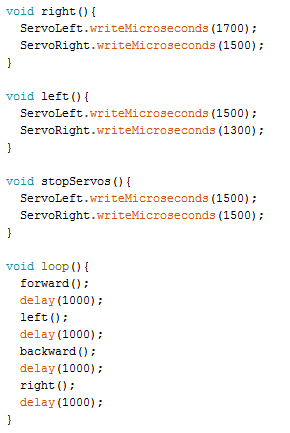 void right(){
  ServoLeft.writeMicroseconds(1700);
  ServoRight.writeMicroseconds(1500);
}

void left(){
  ServoLeft.writeMicroseconds(1500);
  ServoRight.writeMicroseconds(1300);
}

void stopServos(){
  ServoLeft.writeMicroseconds(1500);
  ServoRight.writeMicroseconds(1500);
}

void loop(){
  forward();
  delay(1000);
  left();
  delay(1000);
  backward();
  delay(1000);
  right();
  delay(1000);
}